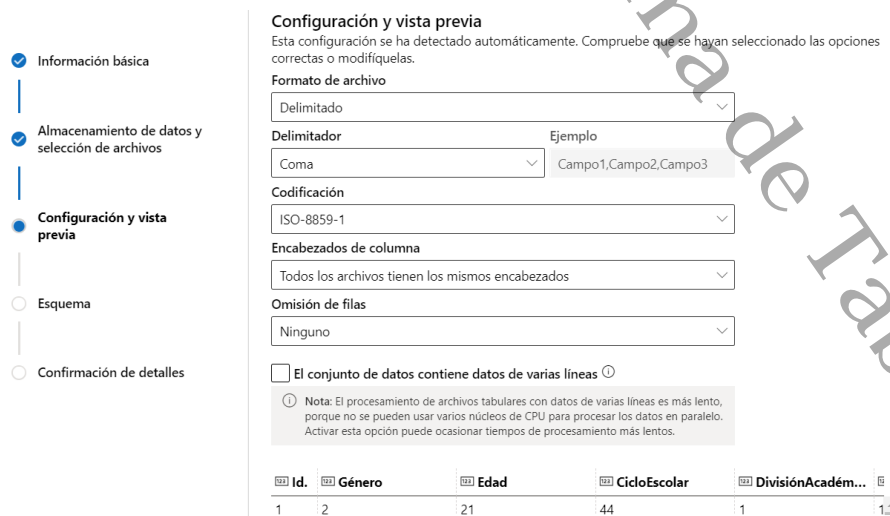 Configuración y vista previa
Esta configuración se ha detectado automáticamente. Compruebe que se hayan seleccionado las opciones
correctas o modifíquelas.
Información básica
Almacenamiento de datos y
selección de archivos
Configuración y vista
previa
Esquema
Confirmación de detalles
Formato de archivo
Delimitado
Delimitador
Ejemplo
Coma
Campo1,Campo2,Campo3
Codificación
ISO-8859-1
Encabezados de columna
Todos los archivos tienen los mismos encabezados
Omisión de filas
Ninguno
El conjunto de datos contiene datos de varias líneas
Nota: El procesamiento de archivos tabulares con datos de varias líneas es más lento,
porque no se pueden usar varios núcleos de CPU para procesar los datos en paralelo.
Activar esta opción puede ocasionar tiempos de procesamiento más lentos.
Id. Género Edad CicloEscolar DivisiónAcadém...
1 2 21 44 1
de